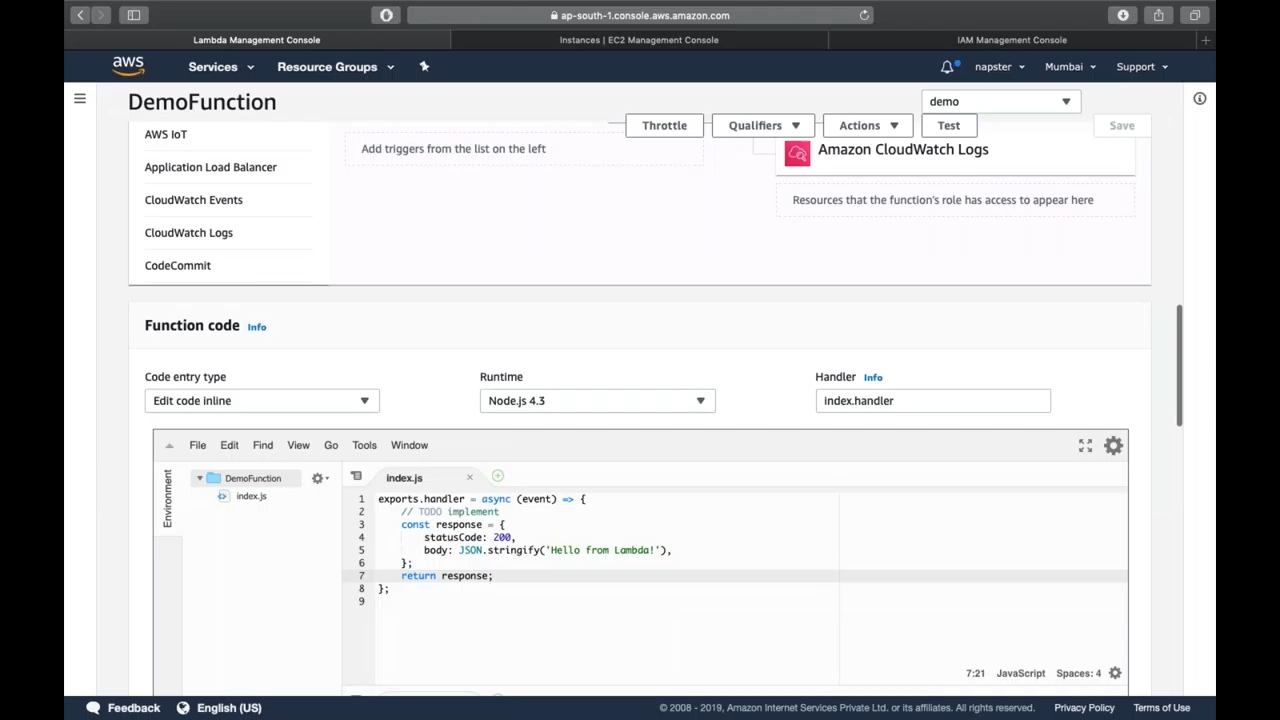 ap-south-1.console.aws.amazon.com
Lambda Management Console
Instances | EC2 Management Console
IAM Management Console
aws
Services
Resource Groups
napster
Mumbai
Support
DemoFunction
demo
Throttle
Qualifiers
Actions
Test
Save
AWS IoT
Application Load Balancer
CloudWatch Events
CloudWatch Logs
CodeCommit
Add triggers from the list on the left
Amazon CloudWatch Logs
Resources that the function's role has access to appear here
Function code Info
Code entry type
Edit code inline
Runtime
Node.js 4.3
Handler Info
index.handler
File Edit Find View Go Tools Window
Environment
DemoFunction
index.js
index.js
1 exports.handler = async (event) => {
2 // TODO implement
3 const response = {
4 statusCode: 200,
5 body: JSON.stringify('Hello from Lambda!'),
6 };
7 return response;
8 };
9
7:21 JavaScript Spaces: 4
Feedback
English (US)
© 2008 - 2019, Amazon Internet Services Private Ltd. or its affiliates. All rights reserved.
Privacy Policy
Terms of Use